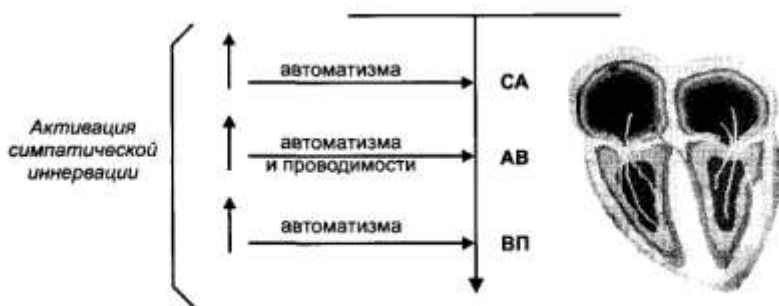 автоматизма
СА
Активация
симпатической
иннервации
автоматизма
и проводимости
АВ
автоматизма
ВП